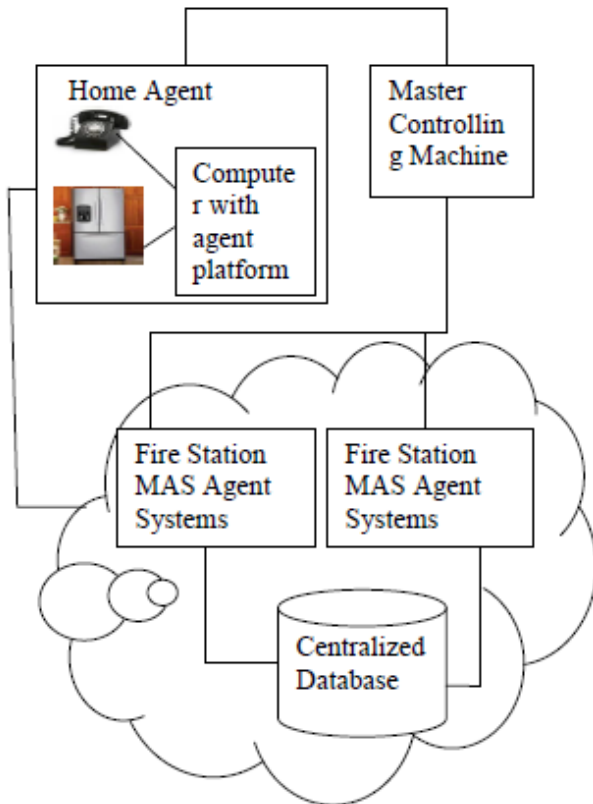 Home Agent
Master
Controllin
g Machine
Compute
r with
agent
platform
Fire Station
MAS Agent
Systems
Fire Station
MAS Agent
Systems
Centralized
Database